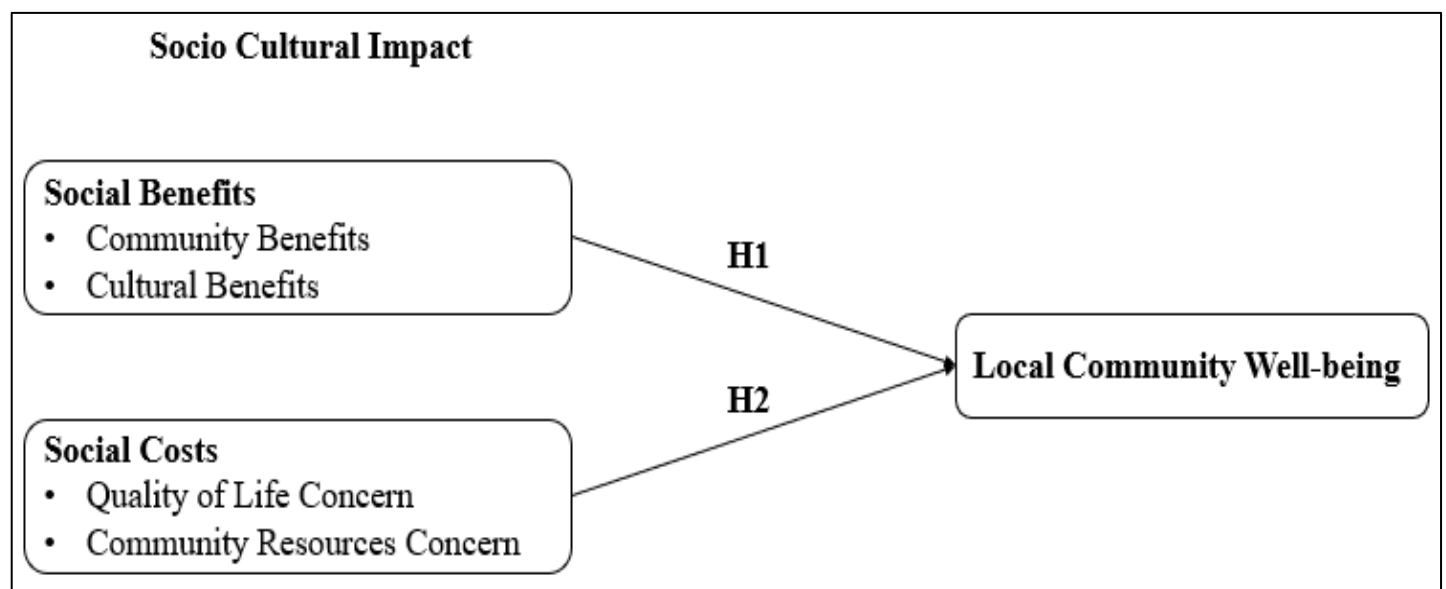 Socio Cultural Impact
Social Benefits
• Community Benefits
• Cultural Benefits
H1
Local Community Well-being
H2
Social Costs
• Quality of Life Concern
• Community Resources Concern